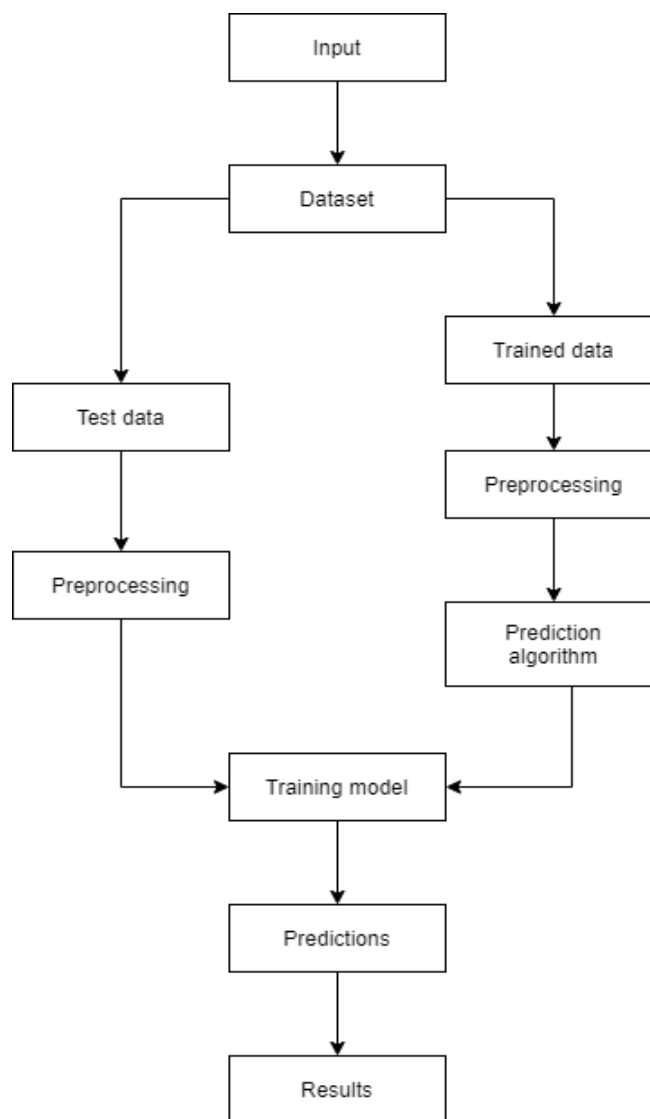 Input
Dataset
Trained data
Test data
Preprocessing
Preprocessing
Prediction
algorithm
Training model
Predictions
Results